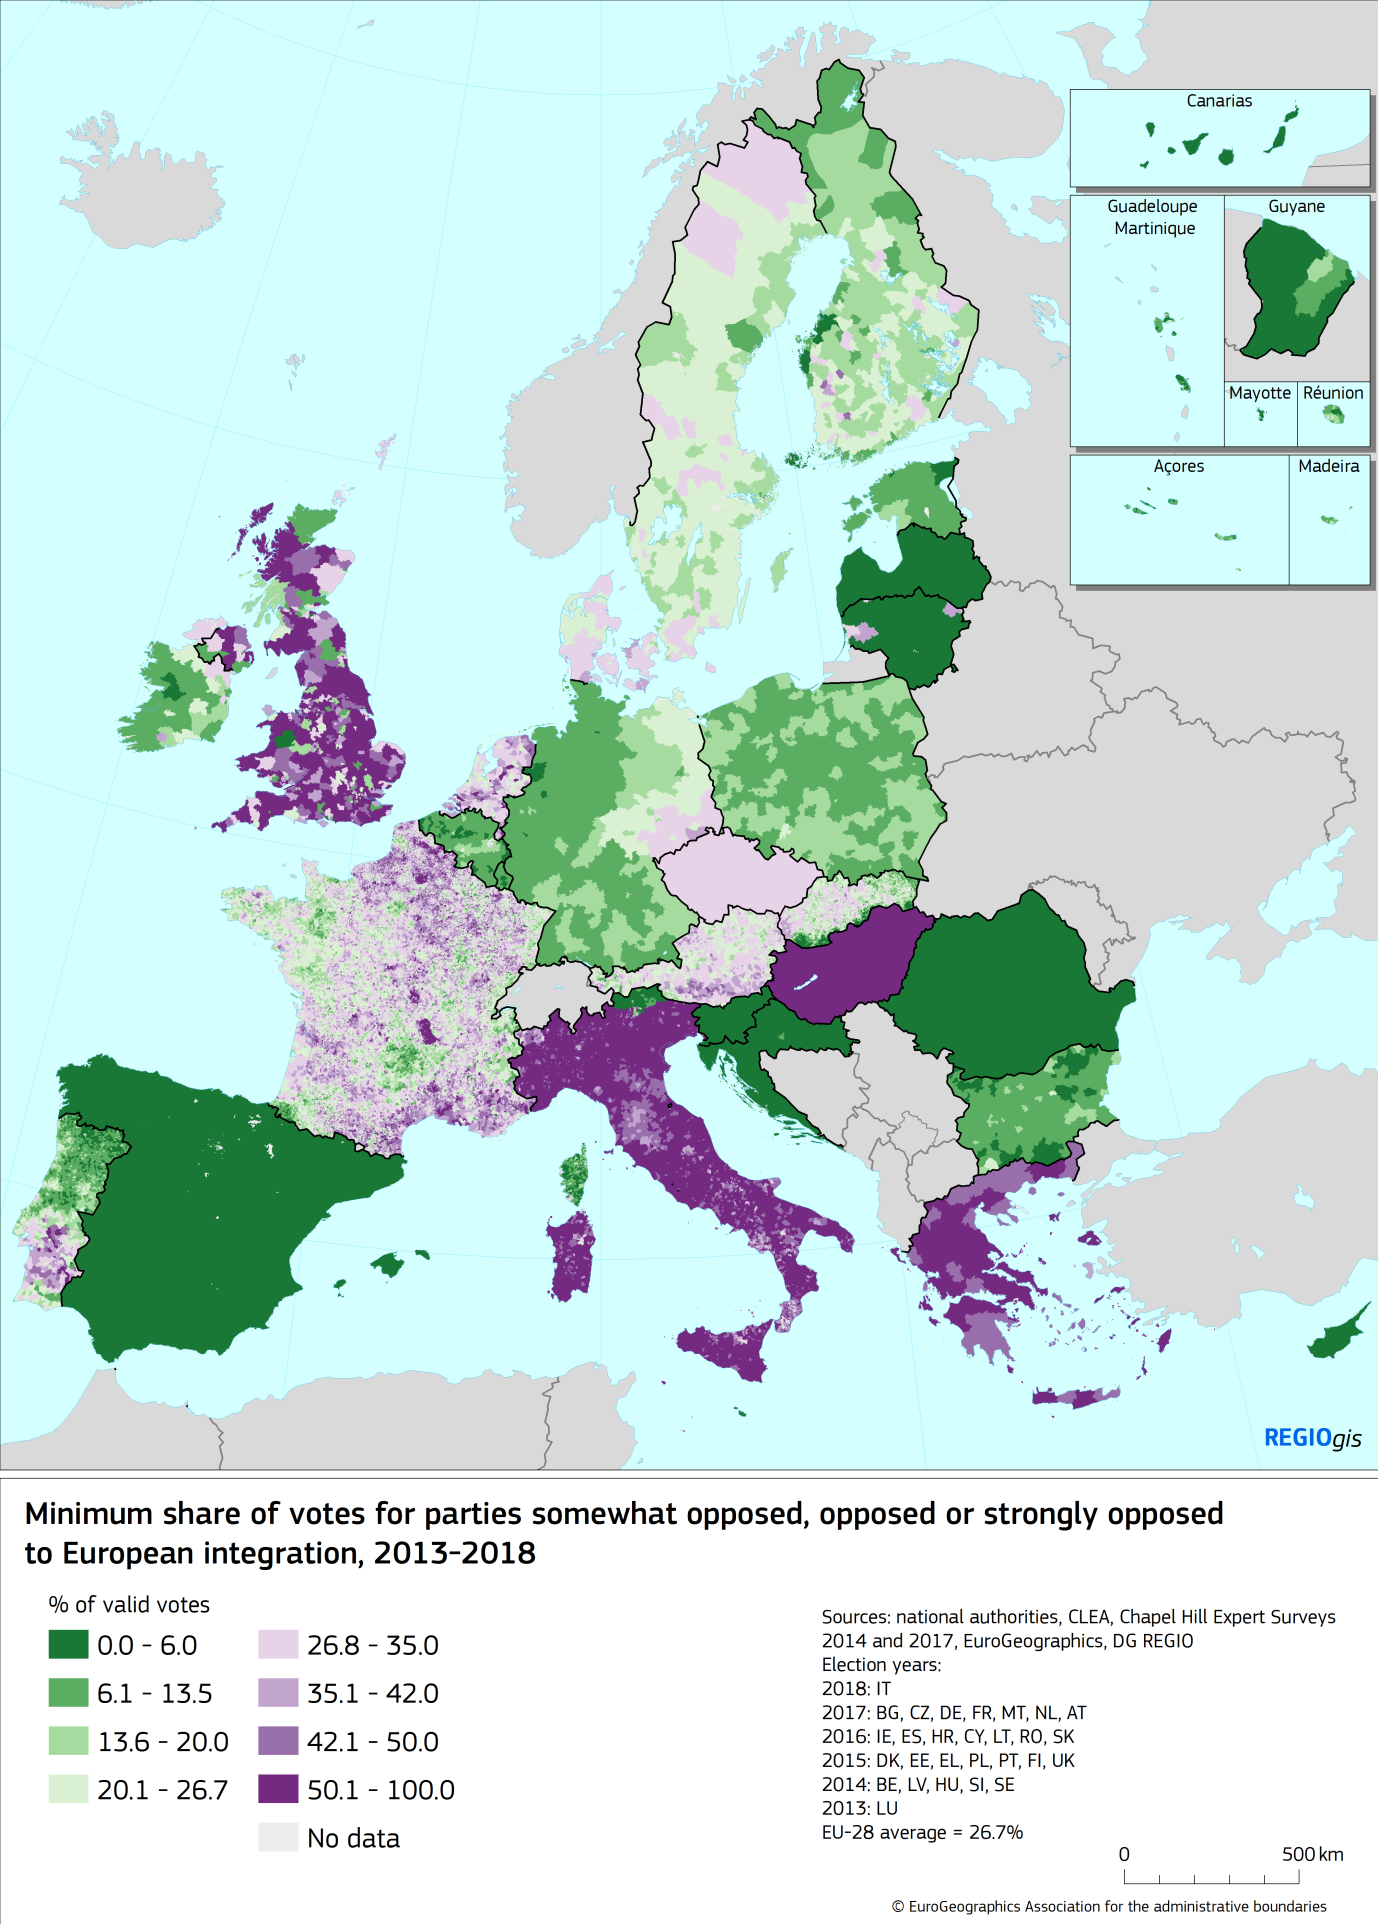 Canarias
Guadeloupe
Martinique
Guyane
Mayotte
Réunion
Açores
Madeira
REGIOgis
Minimum share of votes for parties somewhat opposed, opposed or strongly opposed
to European integration, 2013-2018
% of valid votes
0.0 - 6.0
6.1 - 13.5
13.6 - 20.0
20.1 - 26.7
26.8 - 35.0
35.1 - 42.0
42.1 - 50.0
50.1 - 100.0
No data
Sources: national authorities, CLEA, Chapel Hill Expert Surveys
2014 and 2017, EuroGeographics, DG REGIO
Election years:
2018: IT
2017: BG, CZ, DE, FR, MT, NL, AT
2016: IE, ES, HR, CY, LT, RO, SK
2015: DK, EE, EL, PL, PT, FI, UK
2014: BE, LV, HU, SI, SE
2013: LU
EU-28 average = 26.7%
0 500 km
© EuroGeographics Association for the administrative boundaries